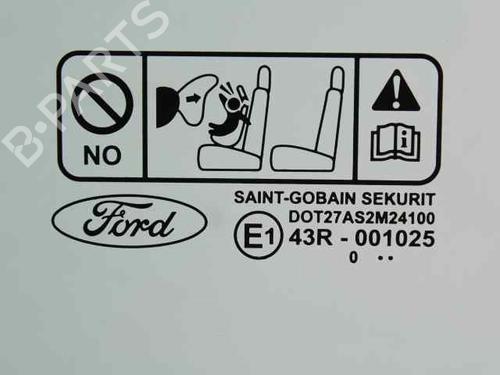 B-PARTS
NO
Ford
SAINT-GOBAIN SEKURIT
DOT27AS2M24100
E1 43R - 001025
0 ..